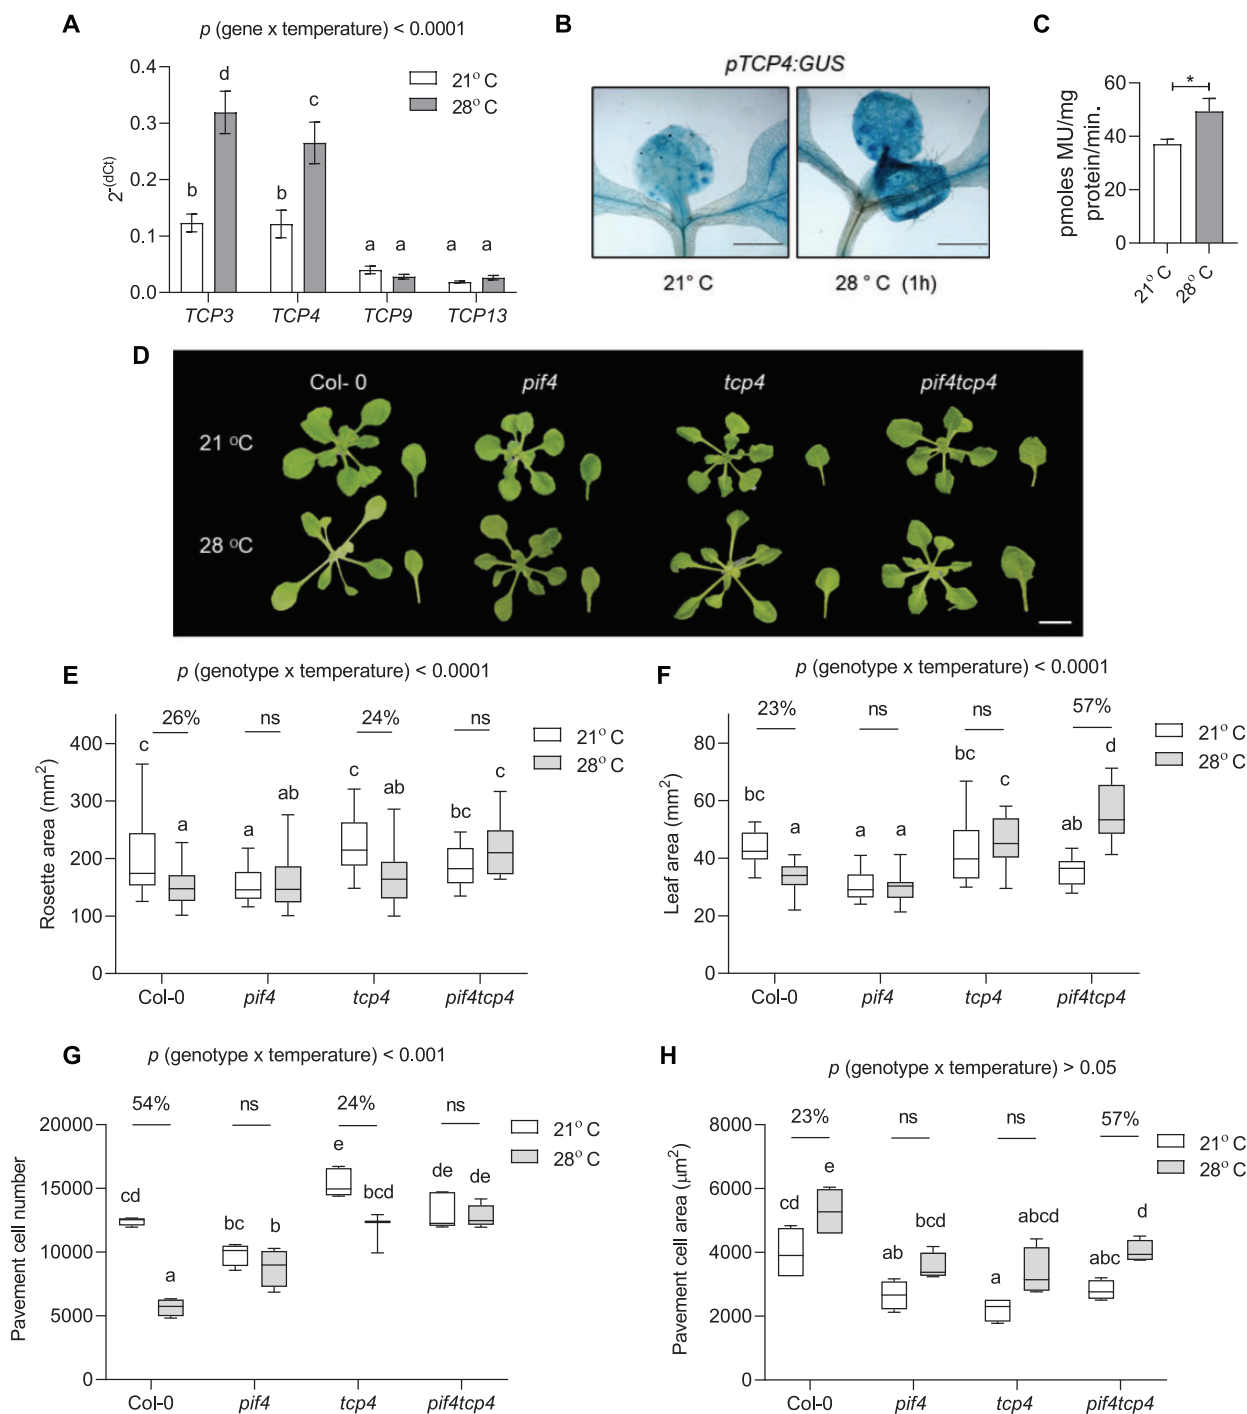 A
p (gene x temperature) < 0.0001
21° C
28° C
2-(dCt)
0.4
0.3
0.2
0.1
0.0
b
d
b
c
a
a
a
a
TCP3
TCP4
TCP9
TCP13
B
pTCP4:GUS
21° C
28 ° C (1h)
C
pmoles MU/mg
protein/min.
60
40
20
0
*
21° C
28° C
D
Col- 0
pif4
tcp4
pif4tcp4
21 °C
28 °C
E
p (genotype x temperature) < 0.0001
26%
ns
24%
ns
21° C
28° C
Rosette area (mm2)
400
300
200
100
0
c
a
a
ab
c
ab
bc
c
Col-0
pif4
tcp4
pif4tcp4
F
p (genotype x temperature) < 0.0001
23%
ns
ns
57%
21° C
28° C
Leaf area (mm2)
80
60
40
20
0
bc
a
a
a
bc
c
ab
d
Col-0
pif4
tcp4
pif4tcp4
G
p (genotype x temperature) < 0.001
54%
ns
24%
ns
21° C
28° C
Pavement cell number
20000
15000
10000
5000
0
cd
a
bc
b
e
bcd
de
de
Col-0
pif4
tcp4
pif4tcp4
H
p (genotype x temperature) > 0.05
23%
ns
ns
57%
21° C
28° C
Pavement cell area (μm2)
8000
6000
4000
2000
0
cd
e
ab
bcd
a
abcd
abc
d
Col-0
pif4
tcp4
pif4tcp4